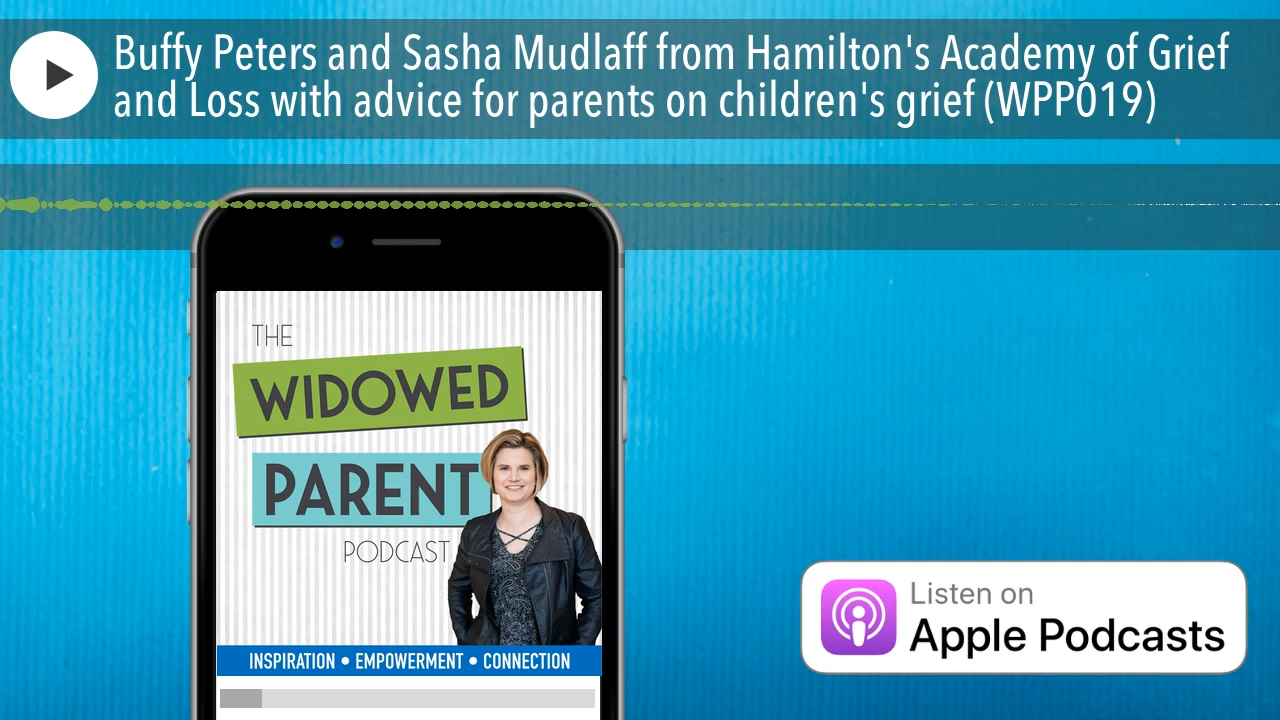 Buffy Peters and Sasha Mudlaff from Hamilton's Academy of Grief
and Loss with advice for parents on children's grief (WPP019)
THE
WIDOWED
PARENT
PODCAST
INSPIRATION • EMPOWERMENT • CONNECTION
Listen on
Apple Podcasts